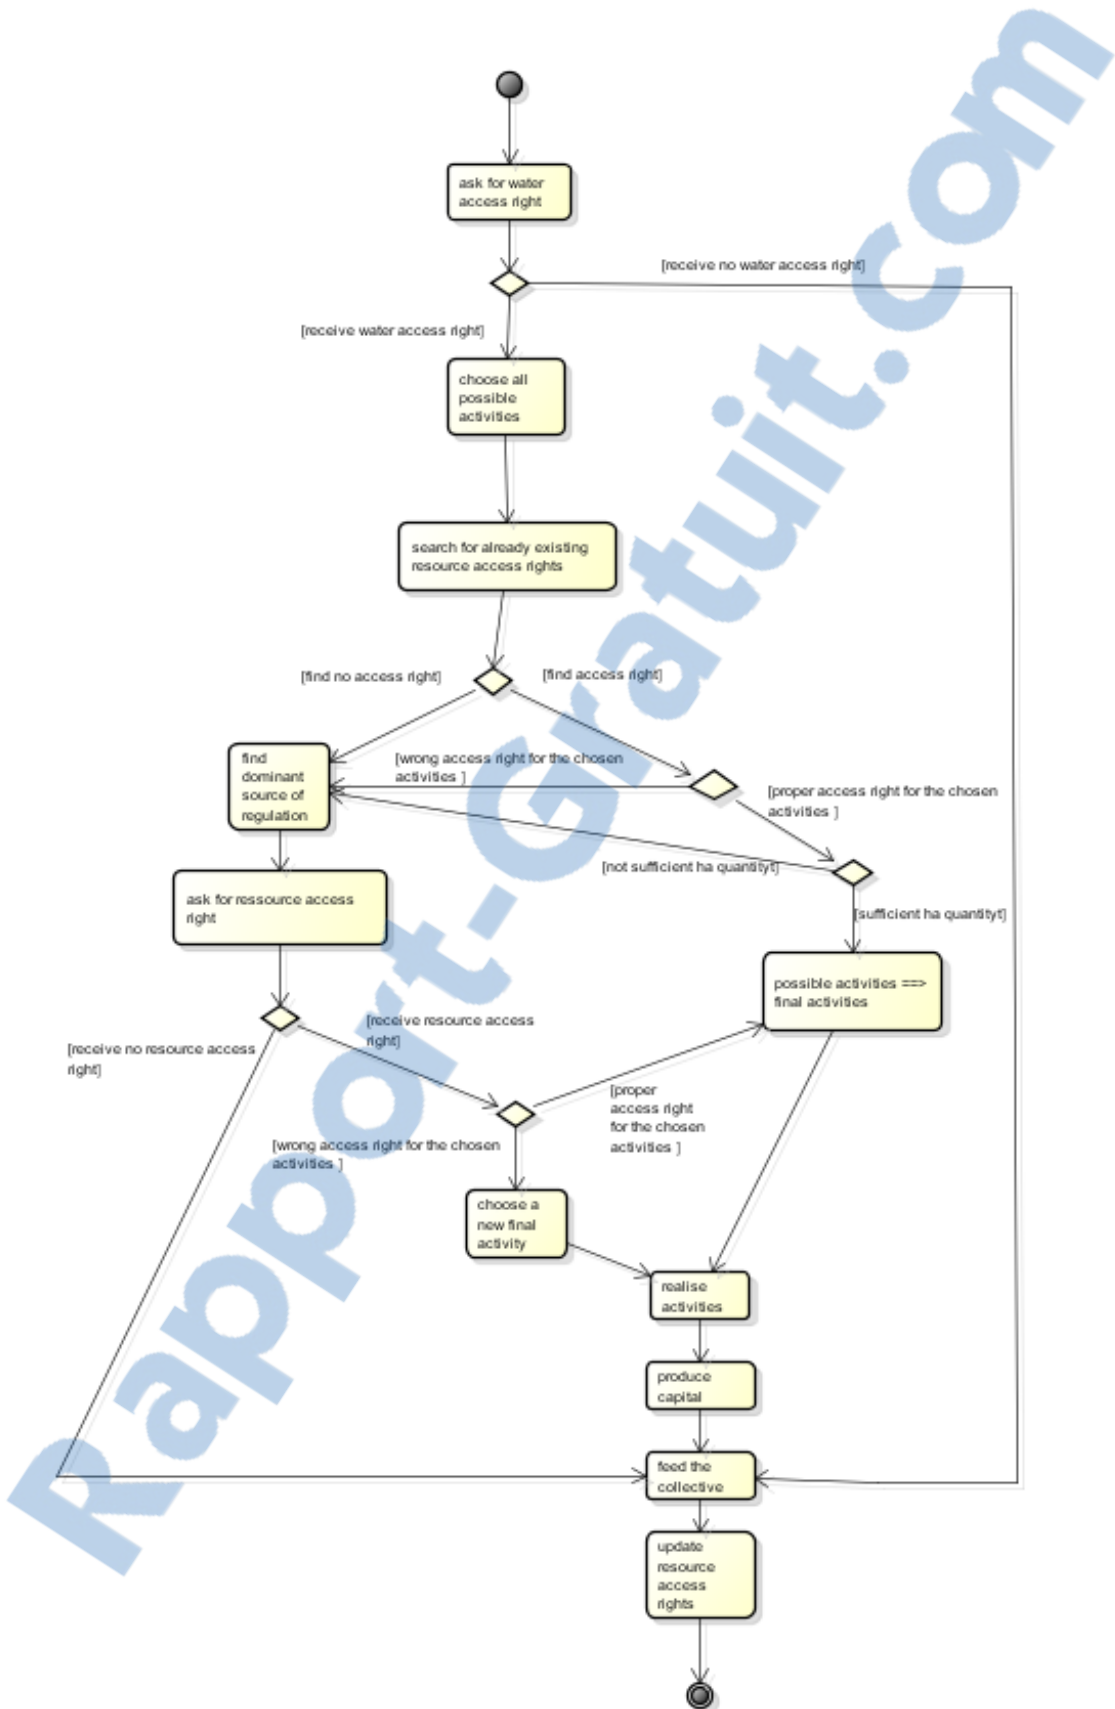 ask for water
access right
[receive no water access right]
[receive water access right]
choose all
possible
activities
search for already existing
resource access rights
[find no access right]
[find access right]
find
dominant
source of
regulation
[wrong access right for the chosen
activities ]
[proper access right for the chosen
activities ]
[not sufficient ha quantityt]
ask for ressource access
right
[sufficient ha quantityt]
possible activities ==>
final activities
[receive resource access
right]
[receive no resource access
right]
[proper
access right
for the chosen
activities ]
[wrong access right for the chosen
activities ]
choose a
new final
activity
realise
activities
produce
capital
feed the
collective
update
resource
access
rights
Rapport-Gratuit.com